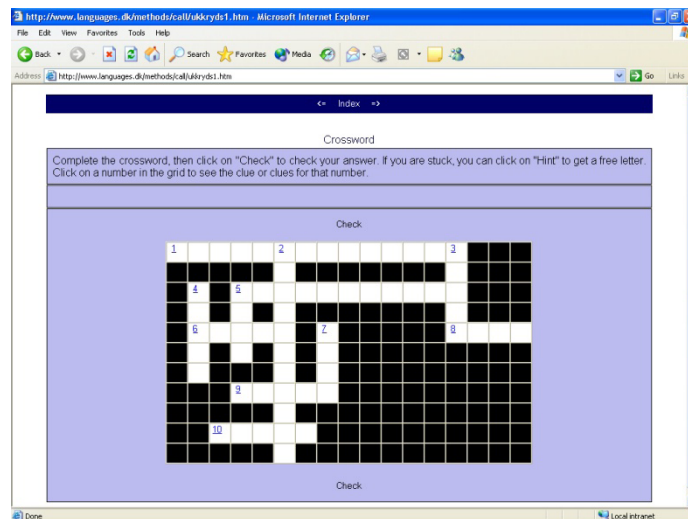 http://www.languages.dk/methods/call/ukkryds1.htm - Microsoft Internet Explorer
File Edit View Favorites Tools Help
Back Search Favorites Media
Address http://www.languages.dk/methods/call/ukkryds1.htm Go Links
<= Index =>
Crossword
Complete the crossword, then click on "Check" to check your answer. If you are stuck, you can click on "Hint" to get a free letter.
Click on a number in the grid to see the clue or clues for that number.
Check
1 2 3
4 5
6 7 8
9
10
Check
Done Local intranet